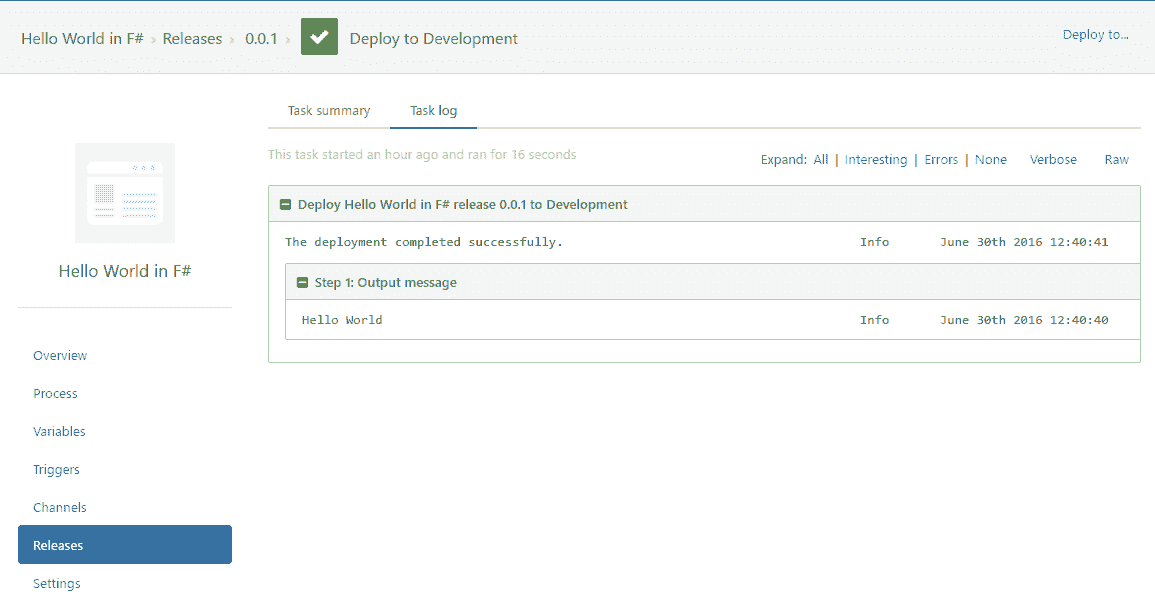 Hello World in F# › Releases › 0.0.1 › Deploy to Development
Deploy to...
Task summary Task log
This task started an hour ago and ran for 16 seconds
Expand: All | Interesting | Errors | None Verbose Raw
Deploy Hello World in F# release 0.0.1 to Development
The deployment completed successfully. Info June 30th 2016 12:40:41
Step 1: Output message
Hello World Info June 30th 2016 12:40:40
Hello World in F#
Overview
Process
Variables
Triggers
Channels
Releases
Settings